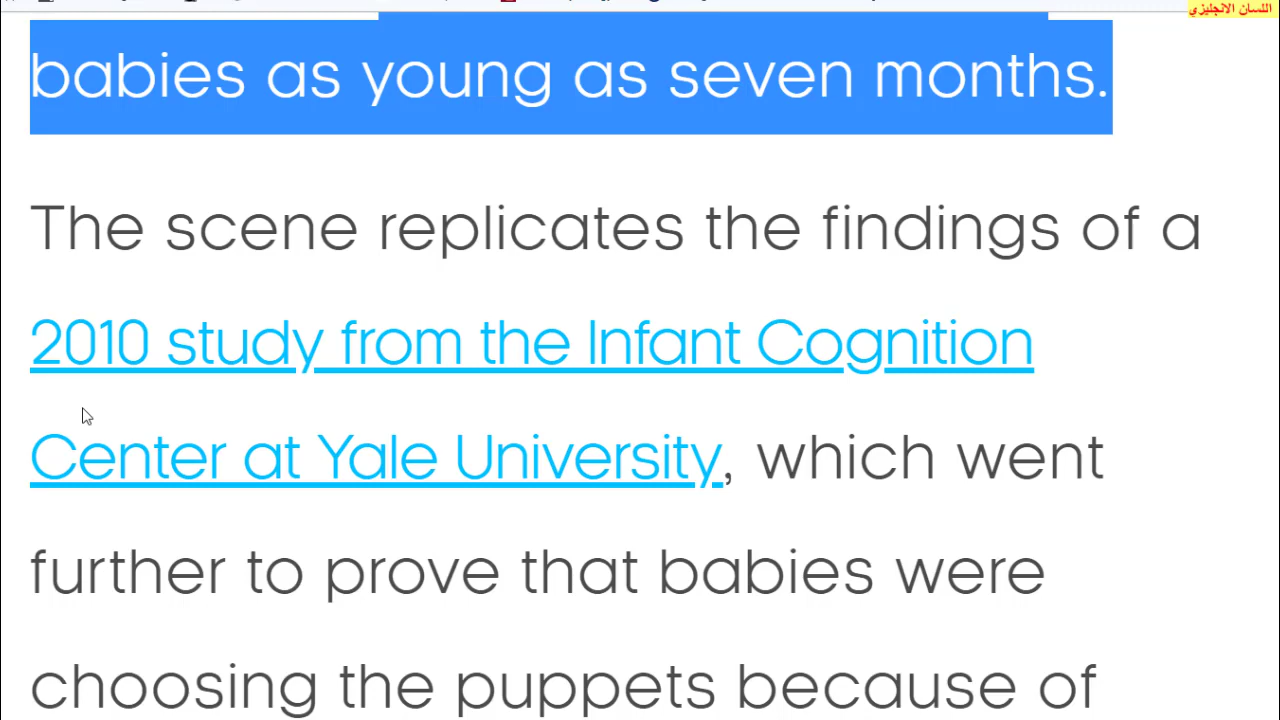 اللسان الانجليزي
babies as young as seven months.
The scene replicates the findings of a
2010 study from the Infant Cognition
Center at Yale University, which went
further to prove that babies were
choosing the puppets because of